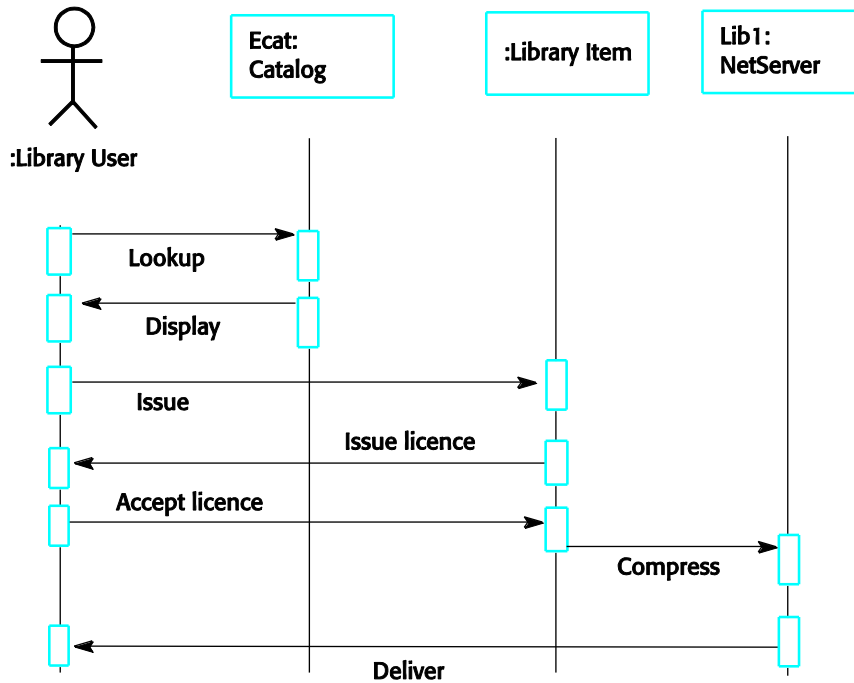 Ecat:
Catalog
:Library Item
Lib1:
NetServer
:Library User
Lookup
Display
Issue
Issue licence
Accept licence
Compress
Deliver